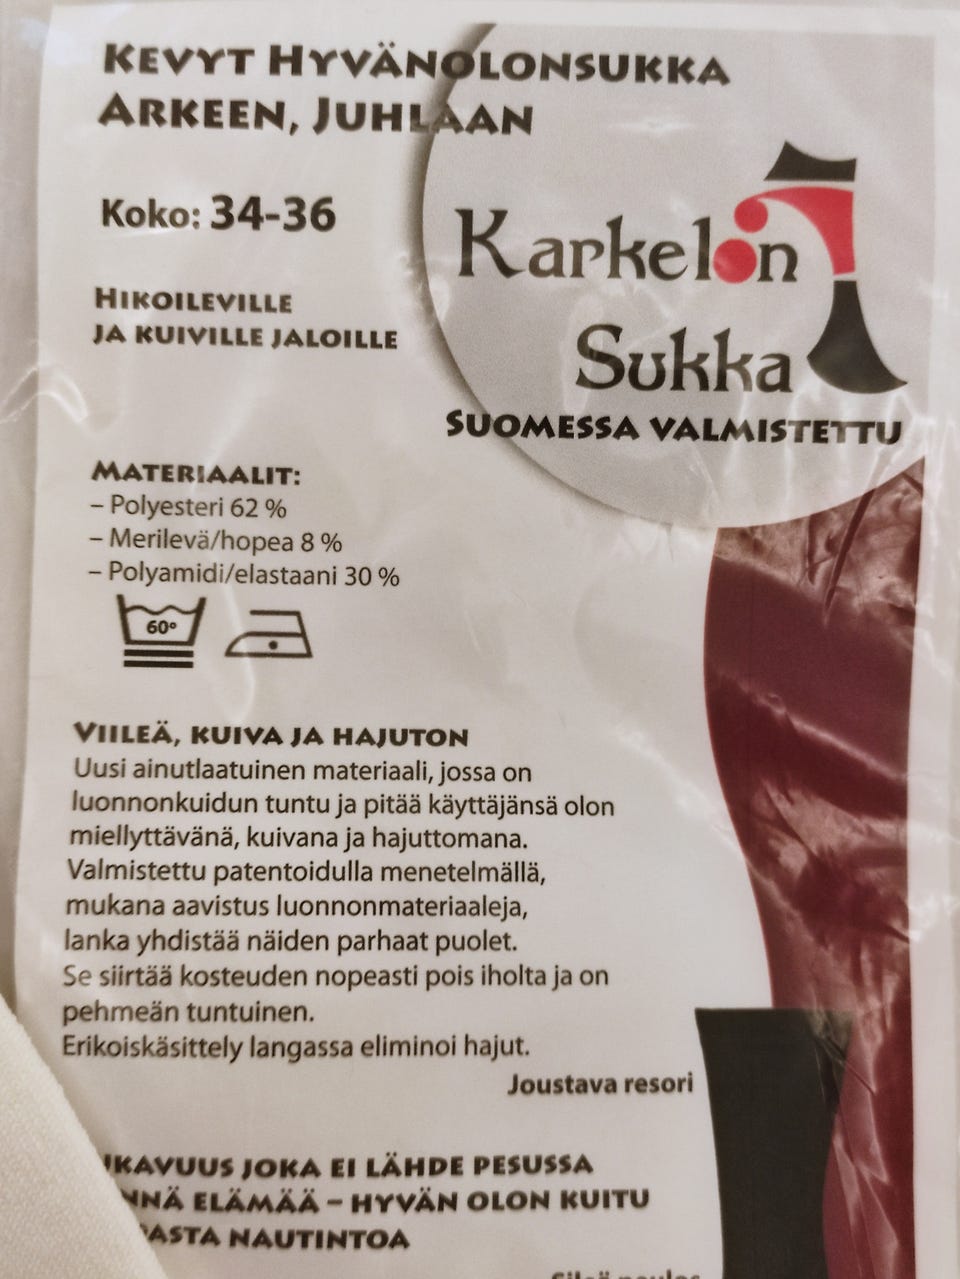 KEVYT HYVÄNOLONSUKKA
ARKEEN, JUHLAAN
Karkelon
Sukka
SUOMESSA VALMISTETTU
Koko: 34-36
HIKOILEVILLE
JA KUIVILLE JALOILLE
MATERIAALIT:
– Polyesteri 62 %
– Merilevä/hopea 8 %
– Polyamidi/elastaani 30 %
60°
VIILEÄ, KUIVA JA HAJUTON
Uusi ainutlaatuinen materiaali, jossa on
luonnonkuidun tuntu ja pitää käyttäjänsä olon
miellyttävänä, kuivana ja hajuttomana.
Valmistettu patentoidulla menetelmällä,
mukana aavistus luonnonmateriaaleja,
lanka yhdistää näiden parhaat puolet.
Se siirtää kosteuden nopeasti pois iholta ja on
pehmeän tuntuinen.
Erikoiskäsittely langassa eliminoi hajut.
Joustava resori
JOKA EI LÄHDE PESUSSA
ELÄMÄÄ – HYVÄN OLON KUITU
NAUTINTOA